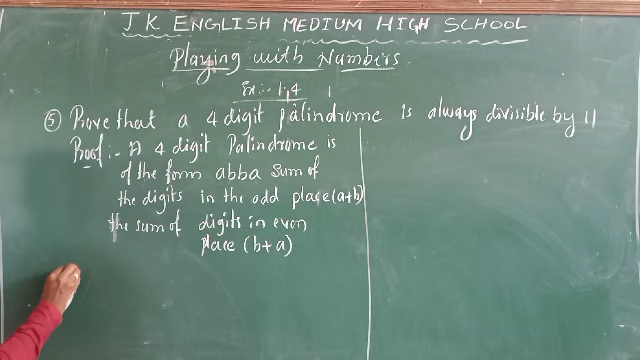 JK ENGLISH MEDIUM HIGH SCHOOL
Playing with Numbers.
Ex:- 1.4
⑤ Prove that a 4 digit palindrome is always divisible by 11
Proof:- A 4 digit Palindrome is
of the form abba sum of
the digits in the odd place(a+b)
the sum of digits in even
place (b+a)